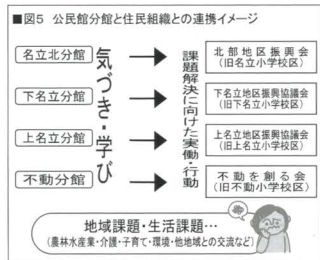 ■図5 公民館分館と住民組織との連携イメージ
名立北分館
下名立分館
上名立分館
不動分館
気づき・学び
課題解決に向けた実働・行動
北部地区振興会
(旧名立小学校区)
下名立地区振興協議会
(旧下名立小学校区)
上名立地区振興協議会
(旧上名立小学校区)
不動を創る会
(旧不動小学校区)
地域課題・生活課題…
(農林水産業・介護・子育て・環境・他地域との交流など)